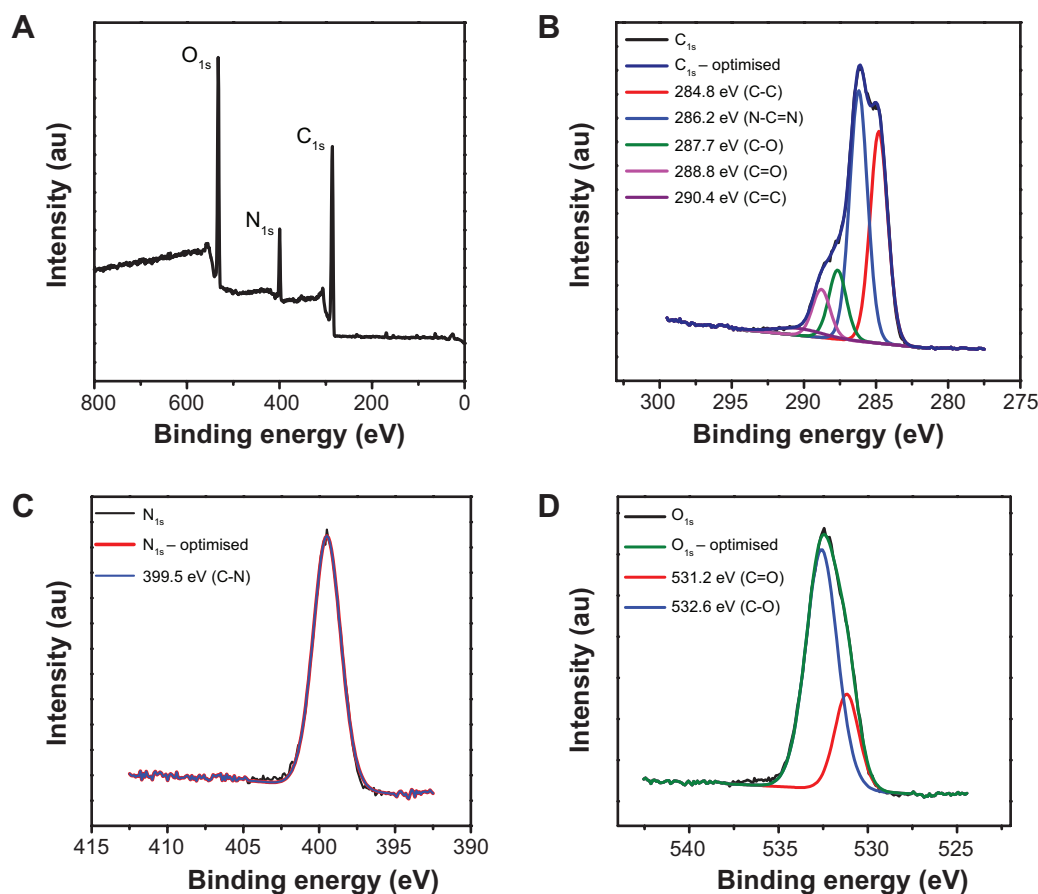 A
O1s
N1s
C1s
Intensity (au)
800 600 400 200 0
Binding energy (eV)
B
C1s
C1s – optimised
284.8 eV (C-C)
286.2 eV (N-C=N)
287.7 eV (C-O)
288.8 eV (C=O)
290.4 eV (C=C)
Intensity (au)
300 295 290 285 280 275
Binding energy (eV)
C
N1s
N1s – optimised
399.5 eV (C-N)
Intensity (au)
415 410 405 400 395 390
Binding energy (eV)
D
O1s
O1s – optimised
531.2 eV (C=O)
532.6 eV (C-O)
Intensity (au)
540 535 530 525
Binding energy (eV)